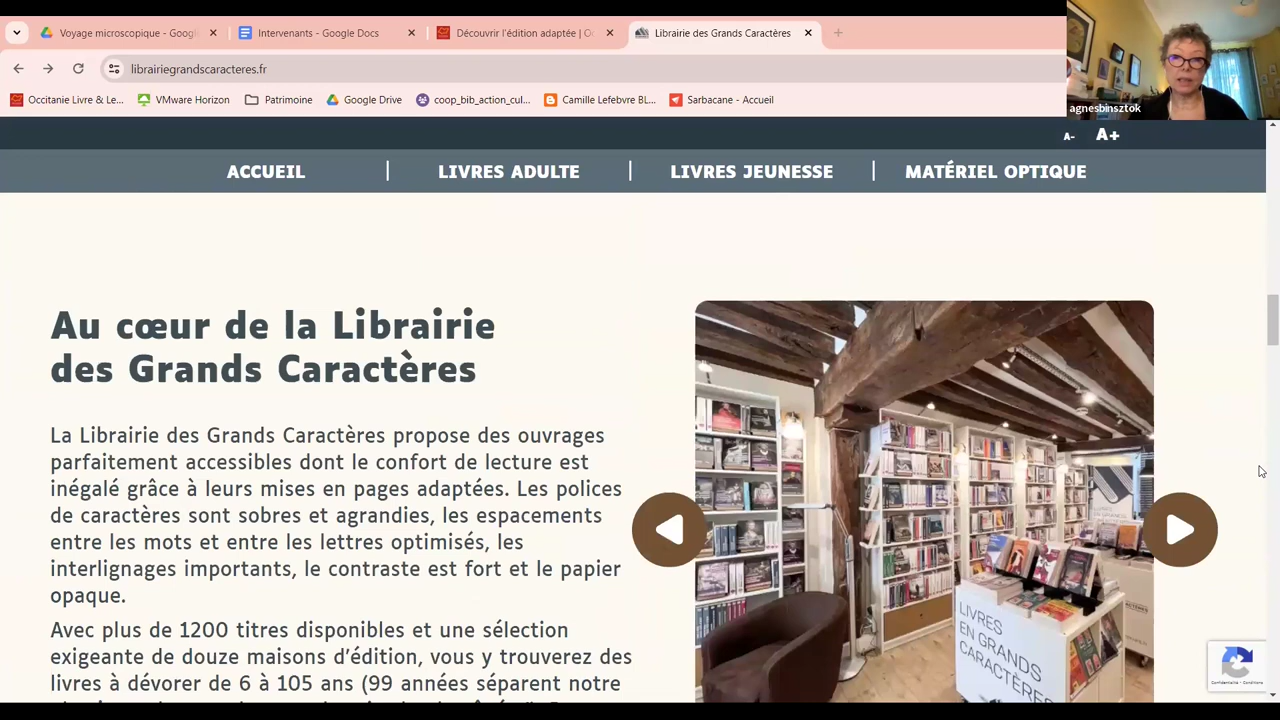 Voyage microscopique - Googl
Intervenants - Google Docs
Découvrir l'édition adaptée | Oc
Librairie des Grands Caractères
librairiegrandscaracteres.fr
Occitanie Livre & Le...
VMware Horizon
Patrimoine
Google Drive
coop_bib_action_cul...
Camille Lefebvre BL...
Sarbacane - Accueil
agnesbinsztok
A- A+
ACCUEIL | LIVRES ADULTE | LIVRES JEUNESSE | MATÉRIEL OPTIQUE
Au cœur de la Librairie
des Grands Caractères
La Librairie des Grands Caractères propose des ouvrages
parfaitement accessibles dont le confort de lecture est
inégalé grâce à leurs mises en pages adaptées. Les polices
de caractères sont sobres et agrandies, les espacements
entre les mots et entre les lettres optimisés, les
interlignages importants, le contraste est fort et le papier
opaque.
Avec plus de 1200 titres disponibles et une sélection
exigeante de douze maisons d'édition, vous y trouverez des
livres à dévorer de 6 à 105 ans (99 années séparent notre
LIVRES
EN GRANDS
CARACTÈRES
Confidentialité - Conditions